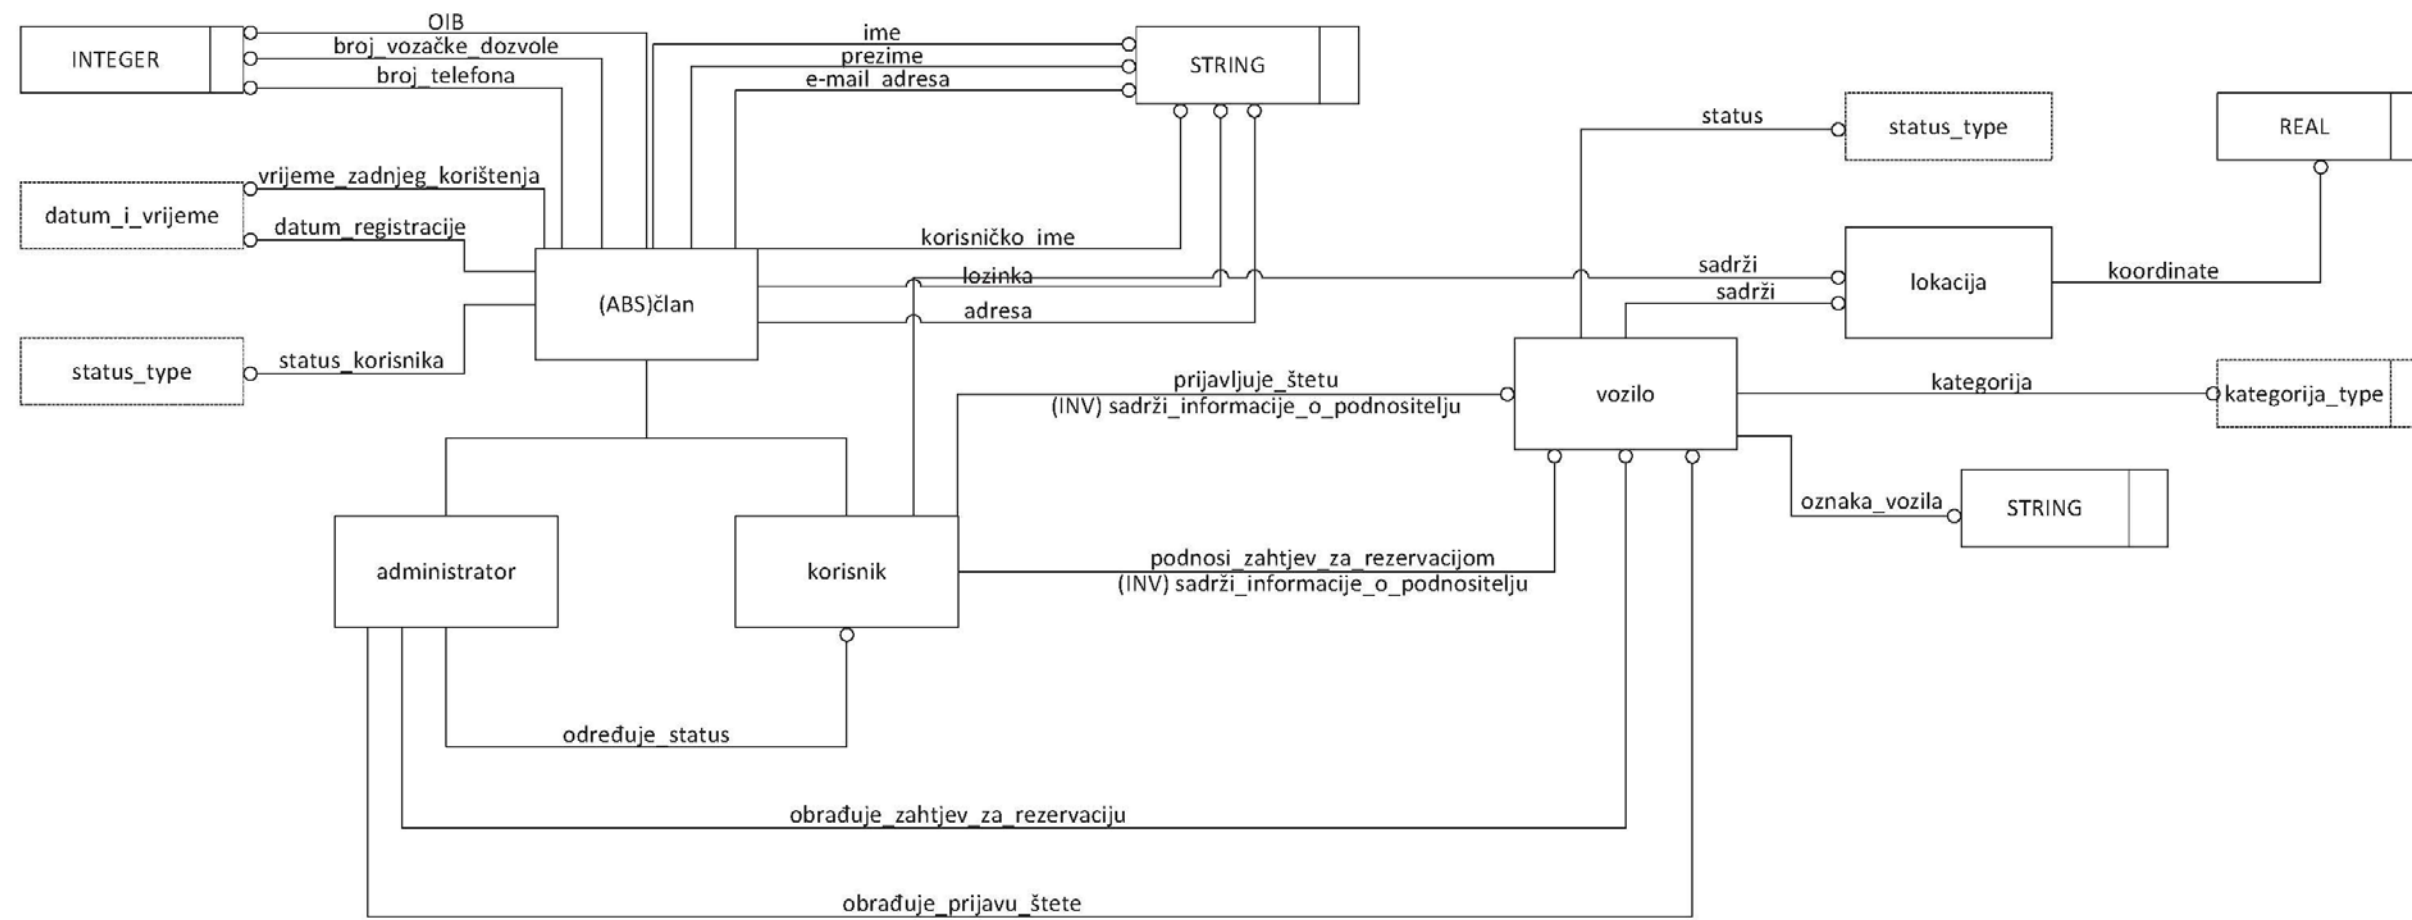 OIB
INTEGER
broj_vozačke_dozvole
broj_telefona
ime
prezime
e-mail_adresa
STRING
status
status_type
REAL
vrijeme_zadnjeg_korištenja
datum_i_vrijeme
datum_registracije
korisničko_ime
lozinka
adresa
(ABS)član
sadrži
sadrži
lokacija
koordinate
status_type
status_korisnika
prijavljuje_štetu
(INV) sadrži_informacije_o_podnositelju
vozilo
kategorija
kategorija_type
oznaka_vozila
STRING
administrator
korisnik
podnosi_zahtjev_za_rezervacijom
(INV) sadrži_informacije_o_podnositelju
određuje_status
obrađuje_zahtjev_za_rezervaciju
obrađuje_prijavu_štete